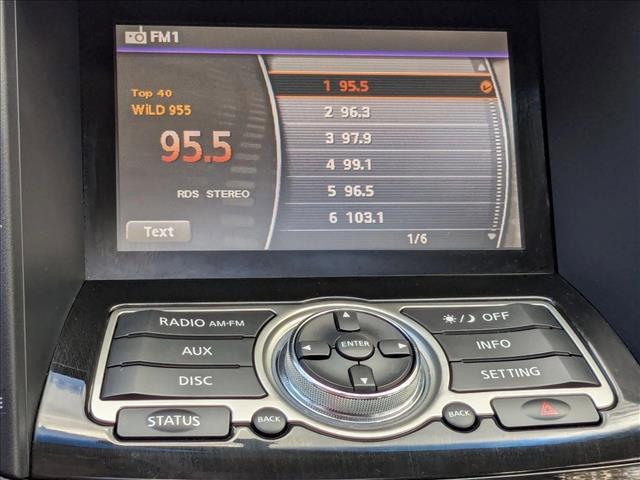 FM1
Top 40
WiLD 955
95.5
RDS STEREO
Text
1 95.5
2 96.3
3 97.9
4 99.1
5 96.5
6 103.1
1/6
RADIO AM·FM
AUX
DISC
STATUS
BACK
ENTER
BACK
/ OFF
INFO
SETTING